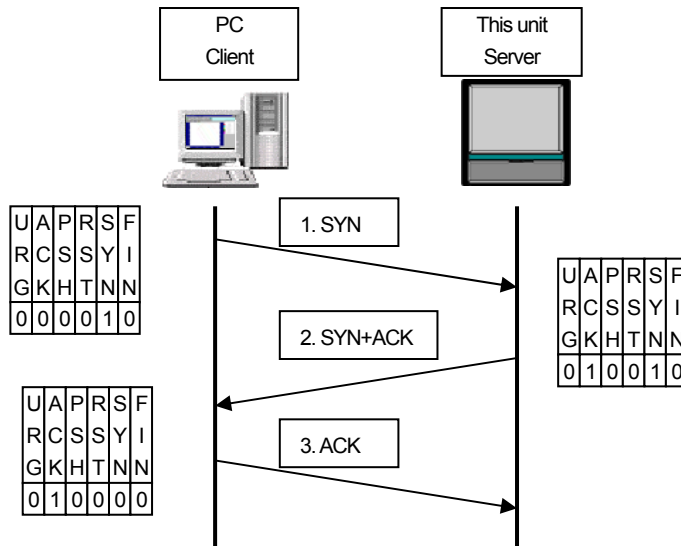 PC
Client
This unit
Server
1. SYN
U A P R S F
R C S S Y I
G K H T N N
0 0 0 0 1 0
2. SYN+ACK
U A P R S F
R C S S Y I
G K H T N N
0 1 0 0 1 0
3. ACK
U A P R S F
R C S S Y I
G K H T N N
0 1 0 0 0 0